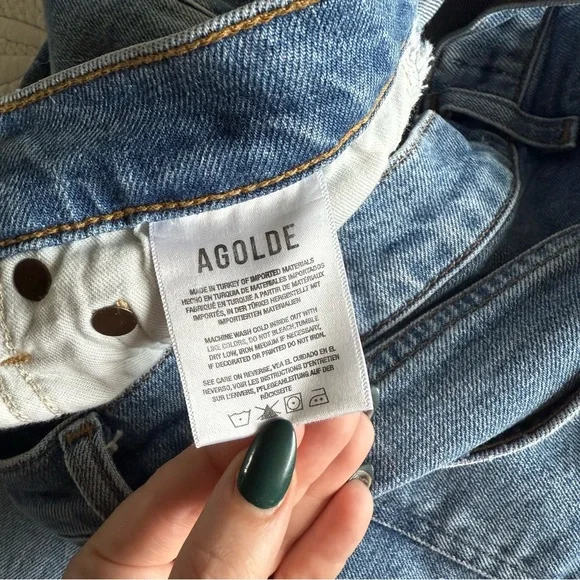 AGOLDE
MADE IN TURKEY OF IMPORTED MATERIALS
HECHO EN TURQUIA DE MATERIALES IMPORTADOS
FABRIQUÉ EN TURQUIE A PARTIR DE MATÉRIAUX
IMPORTÉS, IN DER TÜRKEI HERGESTELLT MIT
IMPORTIERTEN MATERIALIEN
MACHINE WASH COLD INSIDE OUT WITH
LIKE COLORS, DO NOT BLEACH, TUMBLE
DRY LOW, IRON MEDIUM IF NECESSARY,
IF DECORATED OR PRINTED DO NOT IRON.
SEE CARE ON REVERSE, VEA EL CUIDADO EN EL
REVERSO, VOIR LES INSTRUCTIONS D'ENTRETIEN
SUR L'ENVERS, PFLEGEANLEITUNG AUF DER
RÜCKSEITE